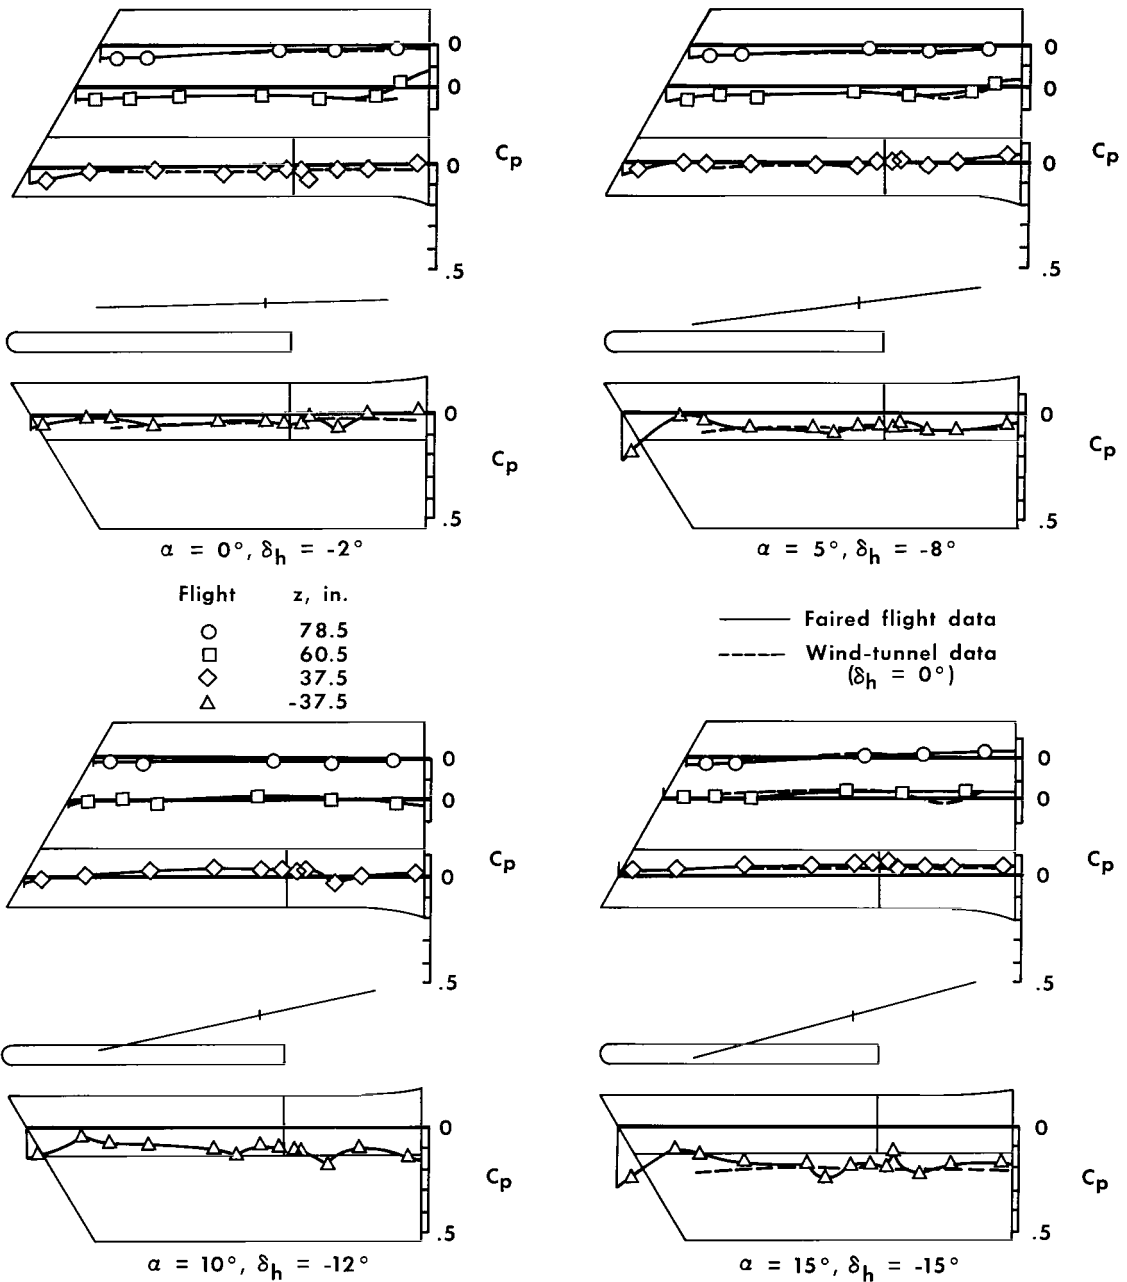 0
0
Cp
0
.5
0
Cp
.5
α = 0°, δh = -2°
0
0
Cp
0
.5
0
Cp
.5
α = 5°, δh = -8°
Flight z, in.
78.5
60.5
37.5
-37.5
Faired flight data
Wind-tunnel data
(δh = 0°)
0
0
Cp
0
.5
0
Cp
.5
α = 10°, δh = -12°
0
0
Cp
0
.5
0
Cp
.5
α = 15°, δh = -15°